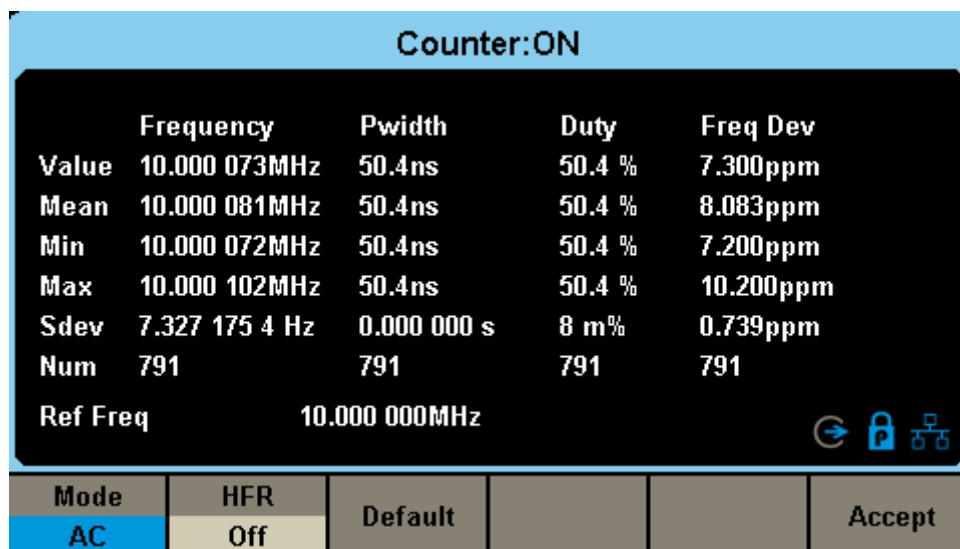 Counter:ON
Frequency Pwidth Duty Freq Dev
Value 10.000 073MHz 50.4ns 50.4 % 7.300ppm
Mean 10.000 081MHz 50.4ns 50.4 % 8.083ppm
Min 10.000 072MHz 50.4ns 50.4 % 7.200ppm
Max 10.000 102MHz 50.4ns 50.4 % 10.200ppm
Sdev 7.327 175 4 Hz 0.000 000 s 8 m% 0.739ppm
Num 791 791 791 791
Ref Freq 10.000 000MHz
Mode HFR Default Accept
AC Off